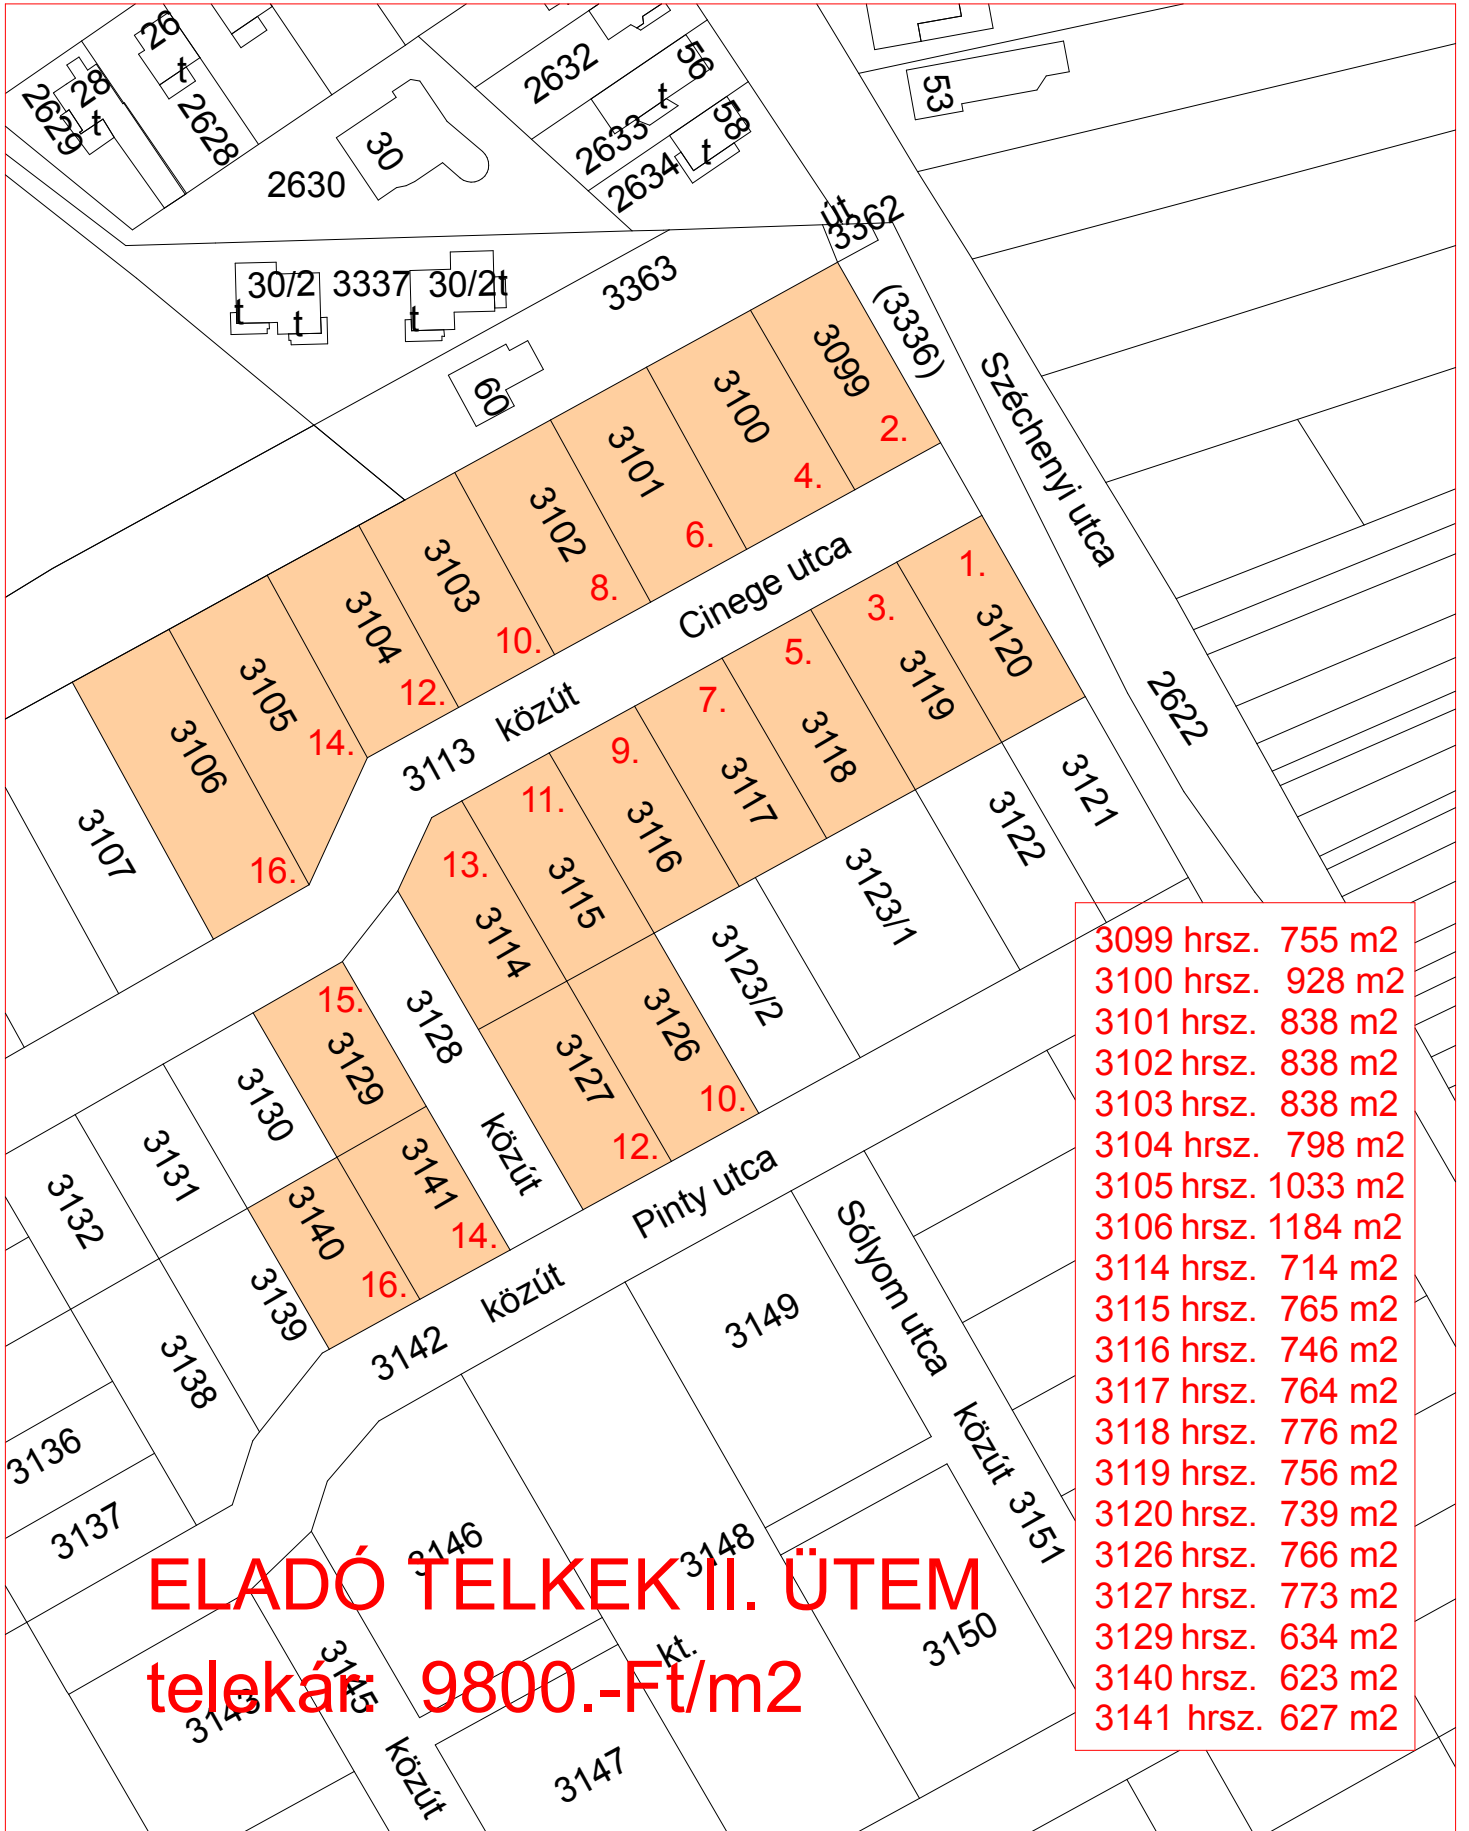 26
t
28
t
2629
2628
2632
56
t
2633
58
t
2634
53
30
2630
út
3362
30/2
t
t
3337
30/2t
t
3363
(3336)
60
Széchenyi utca
3099
2.
3100
4.
3101
6.
3102
8.
3103
10.
3104
12.
3105
14.
3106
16.
3107
Cinege utca
3113 közút
1.
3120
3.
3119
5.
3118
7.
3117
9.
3116
11.
3115
13.
3114
2622
3121
3122
3123/1
3123/2
3126
10.
3127
12.
3128
közút
15.
3129
3130
3131
3132
3141
14.
3140
16.
3139
3138
3136
3137
Pinty utca
3142 közút
Sólyom utca
közút 3151
3149
3146
3148
3150
kt.
3145
közút
3143
3147
ELADÓ TELKEK II. ÜTEM
telekár: 9800.-Ft/m2
3099 hrsz. 755 m2
3100 hrsz. 928 m2
3101 hrsz. 838 m2
3102 hrsz. 838 m2
3103 hrsz. 838 m2
3104 hrsz. 798 m2
3105 hrsz. 1033 m2
3106 hrsz. 1184 m2
3114 hrsz. 714 m2
3115 hrsz. 765 m2
3116 hrsz. 746 m2
3117 hrsz. 764 m2
3118 hrsz. 776 m2
3119 hrsz. 756 m2
3120 hrsz. 739 m2
3126 hrsz. 766 m2
3127 hrsz. 773 m2
3129 hrsz. 634 m2
3140 hrsz. 623 m2
3141 hrsz. 627 m2